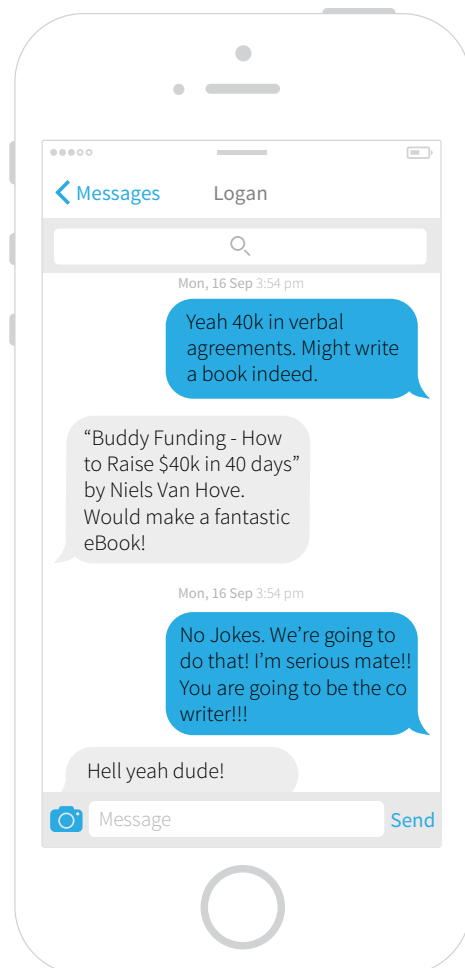 Messages
Logan
Mon, 16 Sep 3:54 pm
Yeah 40k in verbal
agreements. Might write
a book indeed.
“Buddy Funding - How
to Raise $40k in 40 days”
by Niels Van Hove.
Would make a fantastic
eBook!
Mon, 16 Sep 3:54 pm
No Jokes. We’re going to
do that! I’m serious mate!!
You are going to be the co
writer!!!
Hell yeah dude!
Message
Send